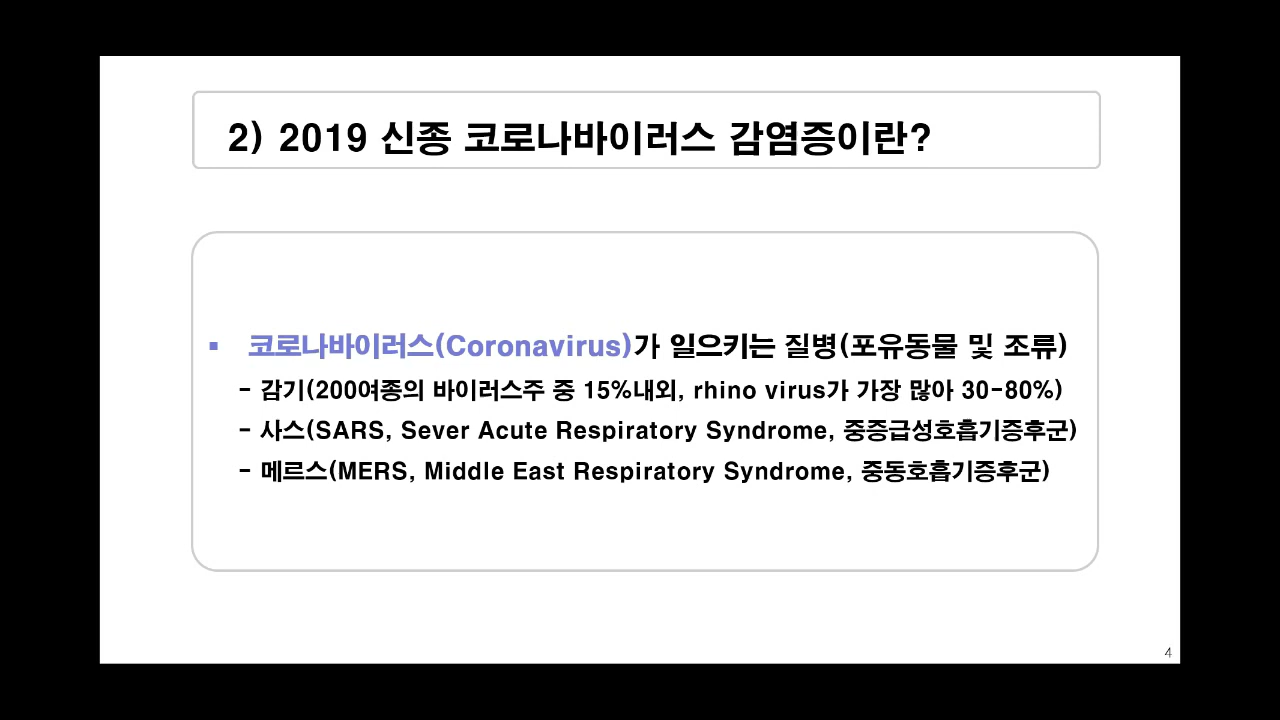 2) 2019 신종 코로나바이러스 감염증이란?
▪ 코로나바이러스(Coronavirus)가 일으키는 질병(포유동물 및 조류)
- 감기(200여종의 바이러스주 중 15%내외, rhino virus가 가장 많아 30-80%)
- 사스(SARS, Sever Acute Respiratory Syndrome, 중증급성호흡기증후군)
- 메르스(MERS, Middle East Respiratory Syndrome, 중동호흡기증후군)
4